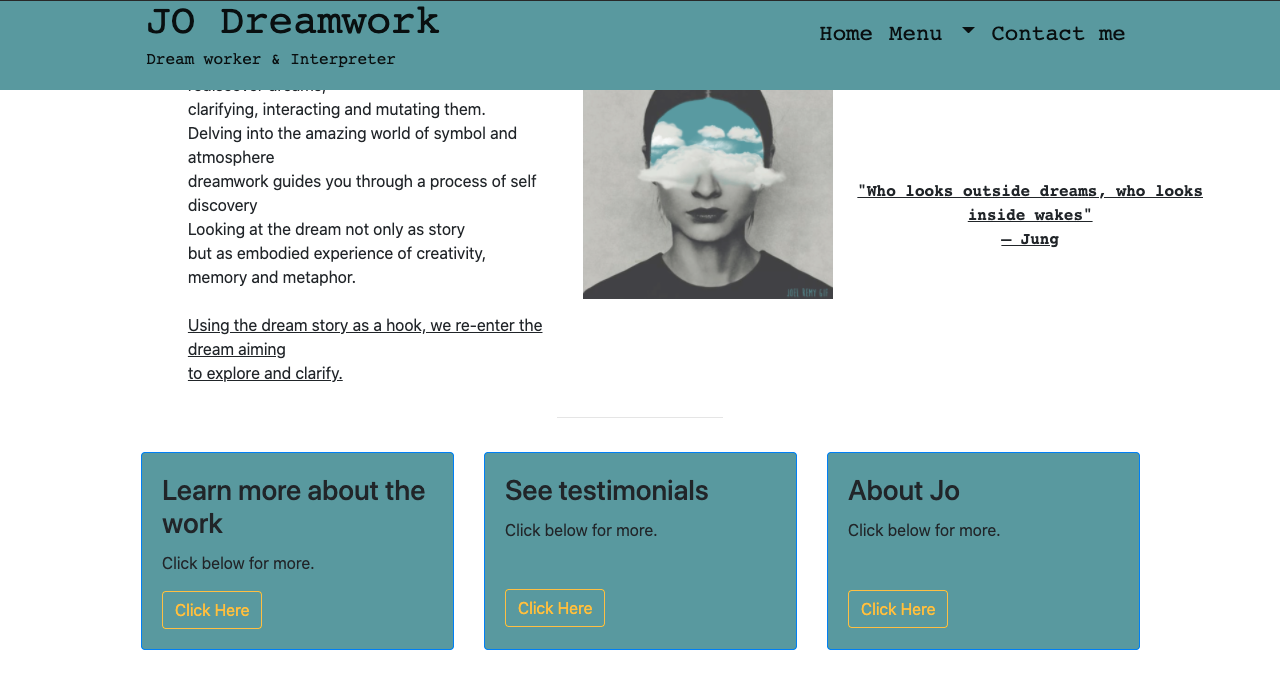 JO Dreamwork
Dream worker & Interpreter
Home Menu Contact me
clarifying, interacting and mutating them.
Delving into the amazing world of symbol and
atmosphere
dreamwork guides you through a process of self
discovery
Looking at the dream not only as story
but as embodied experience of creativity,
memory and metaphor.
Using the dream story as a hook, we re-enter the
dream aiming
to explore and clarify.
"Who looks outside dreams, who looks
inside wakes"
— Jung
Learn more about the
work
Click below for more.
Click Here
See testimonials
Click below for more.
Click Here
About Jo
Click below for more.
Click Here